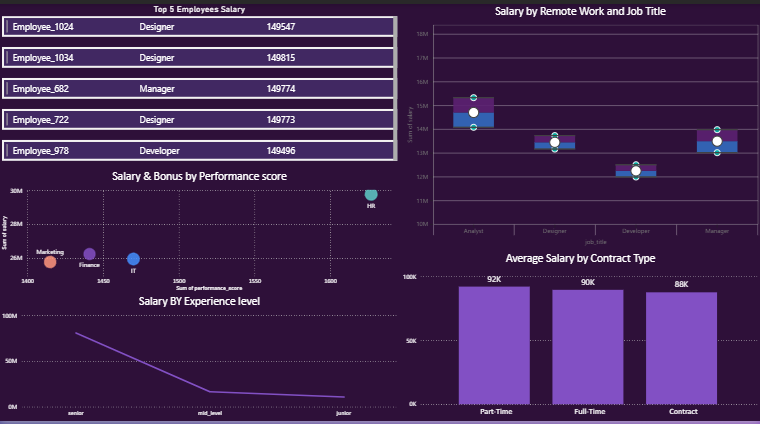 Top 5 Employees Salary
Employee_1024 Designer 149547
Employee_1034 Designer 149815
Employee_682 Manager 149774
Employee_722 Designer 149773
Employee_978 Developer 149496
Salary & Bonus by Performance score
30M
28M
26M
Sum of salary
HR
Marketing
Finance
IT
1400 1450 1500 1550 1600
Sum of performance_score
Salary BY Experience level
100M
50M
0M
senior mid_level junior
Salary by Remote Work and Job Title
18M
17M
16M
15M
14M
13M
12M
11M
10M
Sum of salary
Analyst Designer Developer Manager
job_title
Average Salary by Contract Type
100K
50K
0K
92K 90K 88K
Part-Time Full-Time Contract